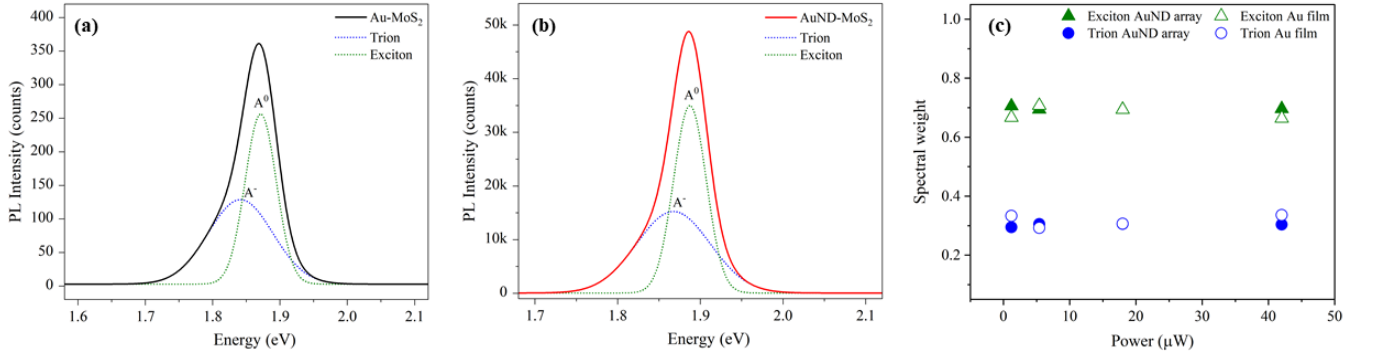 (a)
Au-MoS₂
Trion
Exciton
A⁰
A⁻
PL Intensity (counts)
400
350
300
250
200
150
100
50
0
1.6 1.7 1.8 1.9 2.0 2.1
Energy (eV)
(b)
AuND-MoS₂
Trion
Exciton
A⁰
A⁻
PL Intensity (counts)
50k
40k
30k
20k
10k
0
1.7 1.8 1.9 2.0 2.1
Energy (eV)
(c)
Exciton AuND array Exciton Au film
Trion AuND array Trion Au film
Spectral weight
1.0
0.8
0.6
0.4
0.2
0 10 20 30 40 50
Power (μW)